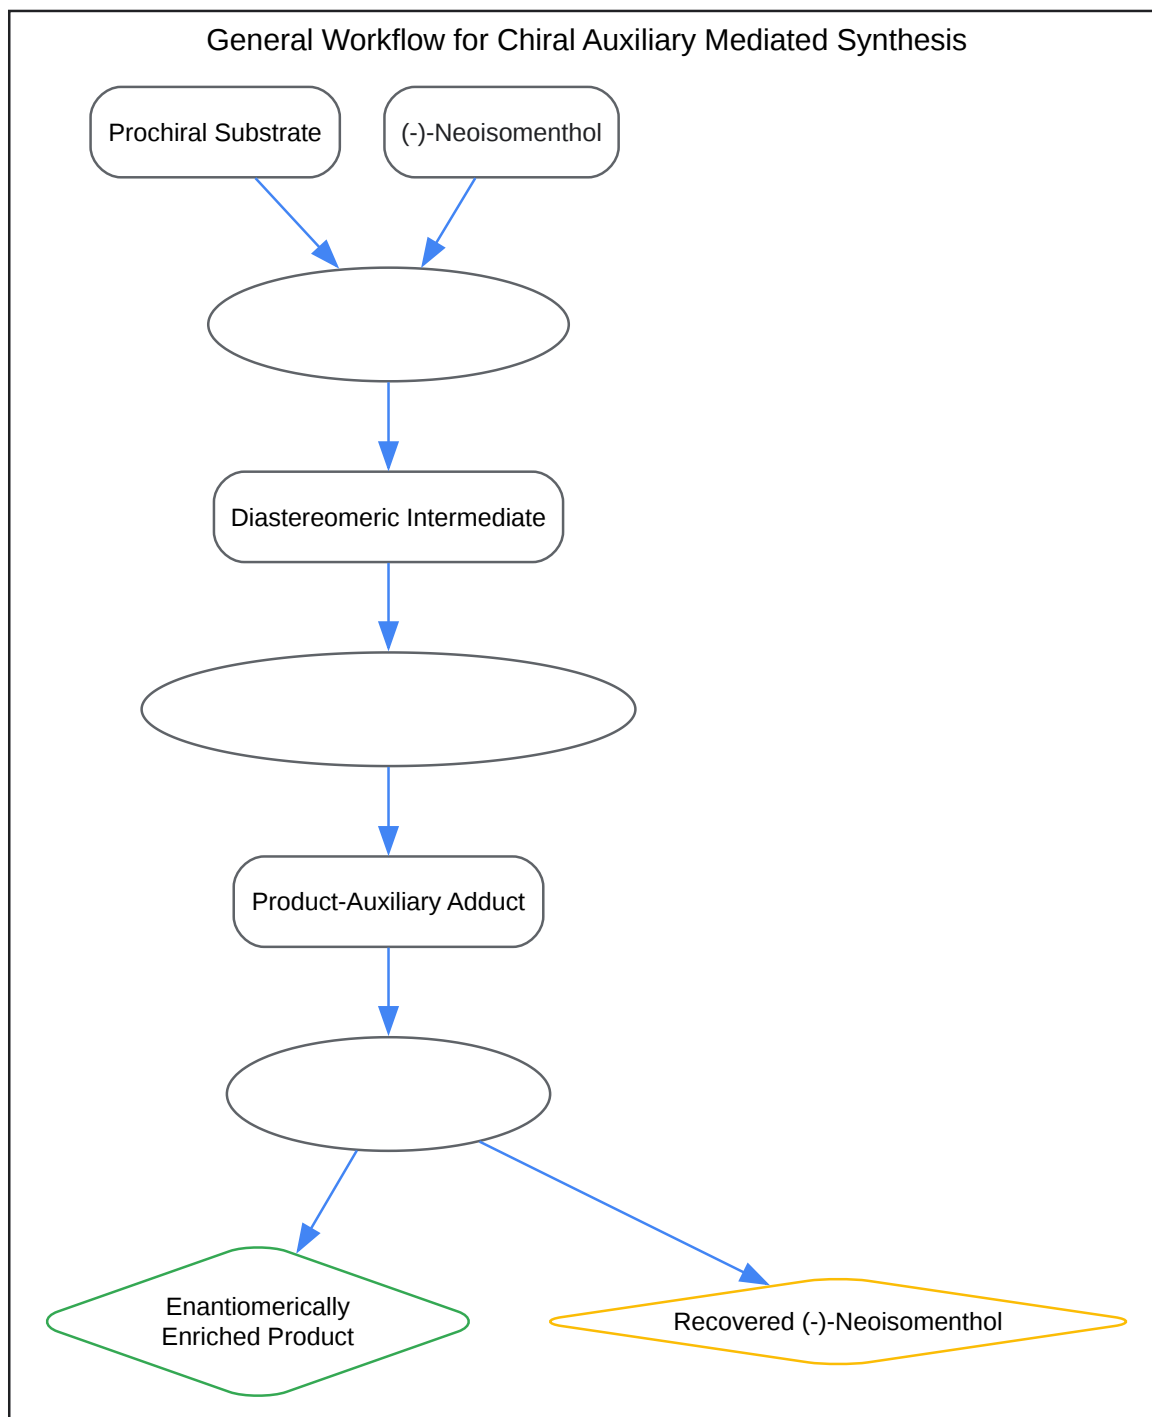 General Workflow for Chiral Auxiliary Mediated Synthesis
Prochiral Substrate
(-)-Neoisomenthol
Diastereomeric Intermediate
Product-Auxiliary Adduct
Enantiomerically
Enriched Product
Recovered (-)-Neoisomenthol